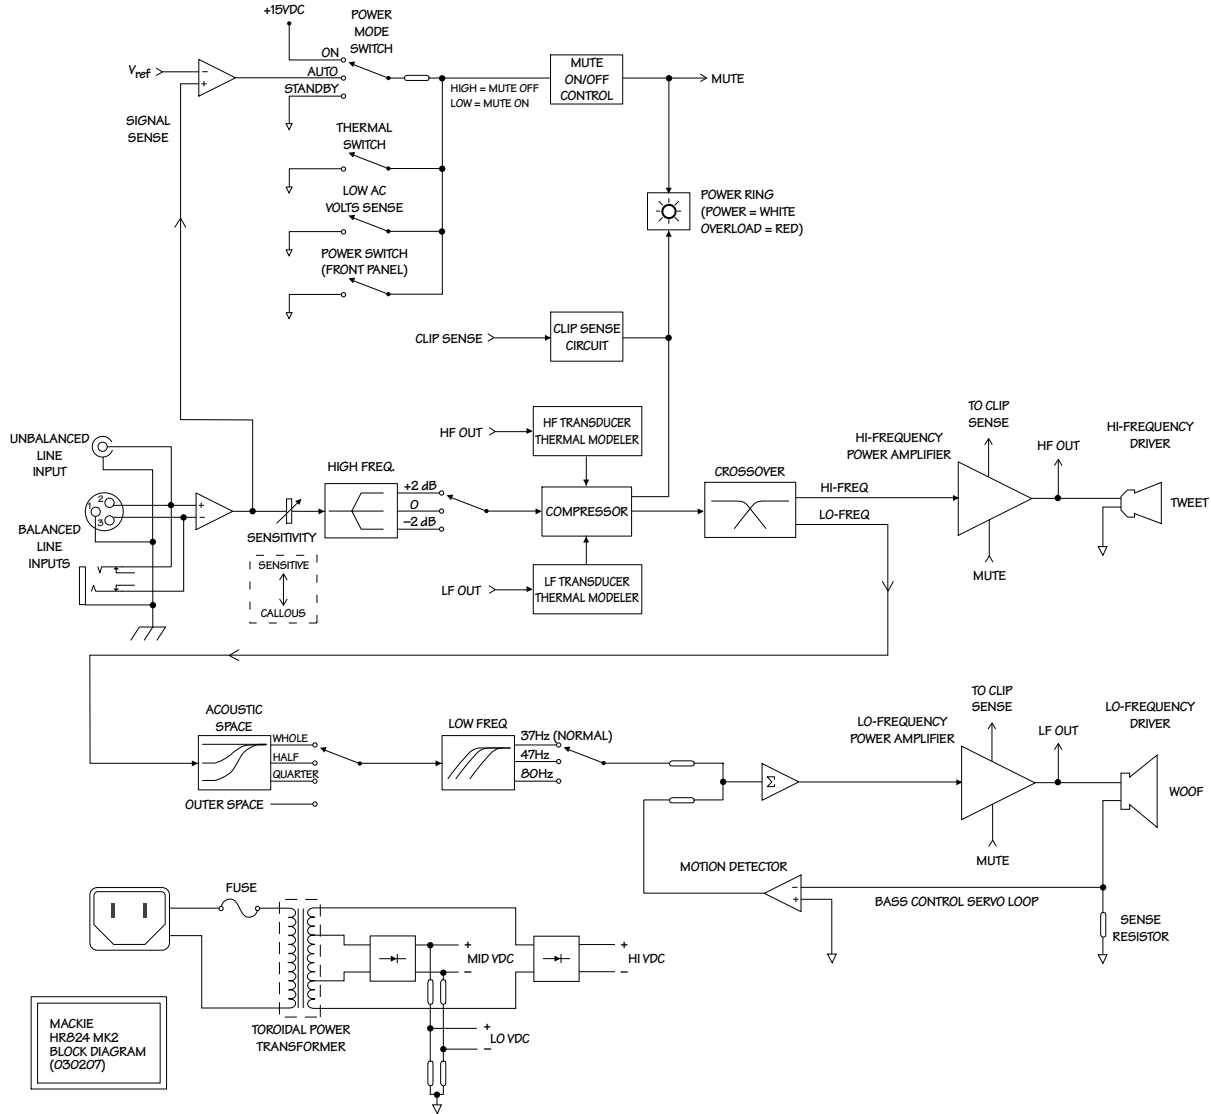 +15VDC
POWER
MODE
SWITCH
ON
AUTO
STANDBY
Vref
−
+
SIGNAL
SENSE
HIGH = MUTE OFF
LOW = MUTE ON
MUTE
ON/OFF
CONTROL
MUTE
THERMAL
SWITCH
LOW AC
VOLTS SENSE
POWER SWITCH
(FRONT PANEL)
POWER RING
(POWER = WHITE
OVERLOAD = RED)
CLIP SENSE
CLIP SENSE
CIRCUIT
UNBALANCED
LINE
INPUT
BALANCED
LINE
INPUTS
1
2
3
+
−
SENSITIVITY
SENSITIVE
CALLOUS
HIGH FREQ.
+2 dB
0
−2 dB
HF OUT
HF TRANSDUCER
THERMAL MODELER
COMPRESSOR
LF OUT
LF TRANSDUCER
THERMAL MODELER
CROSSOVER
HI-FREQ
LO-FREQ
HI-FREQUENCY
POWER AMPLIFIER
TO CLIP
SENSE
HF OUT
MUTE
HI-FREQUENCY
DRIVER
TWEET
ACOUSTIC
SPACE
WHOLE
HALF
QUARTER
OUTER SPACE
LOW FREQ
37Hz (NORMAL)
47Hz
80Hz
Σ
LO-FREQUENCY
POWER AMPLIFIER
TO CLIP
SENSE
LF OUT
MUTE
LO-FREQUENCY
DRIVER
WOOF
MOTION DETECTOR
−
+
BASS CONTROL SERVO LOOP
SENSE
RESISTOR
FUSE
TOROIDAL POWER
TRANSFORMER
+
MID VDC
−
+
HI VDC
−
+
LO VDC
−
MACKIE
HR824 MK2
BLOCK DIAGRAM
(030207)